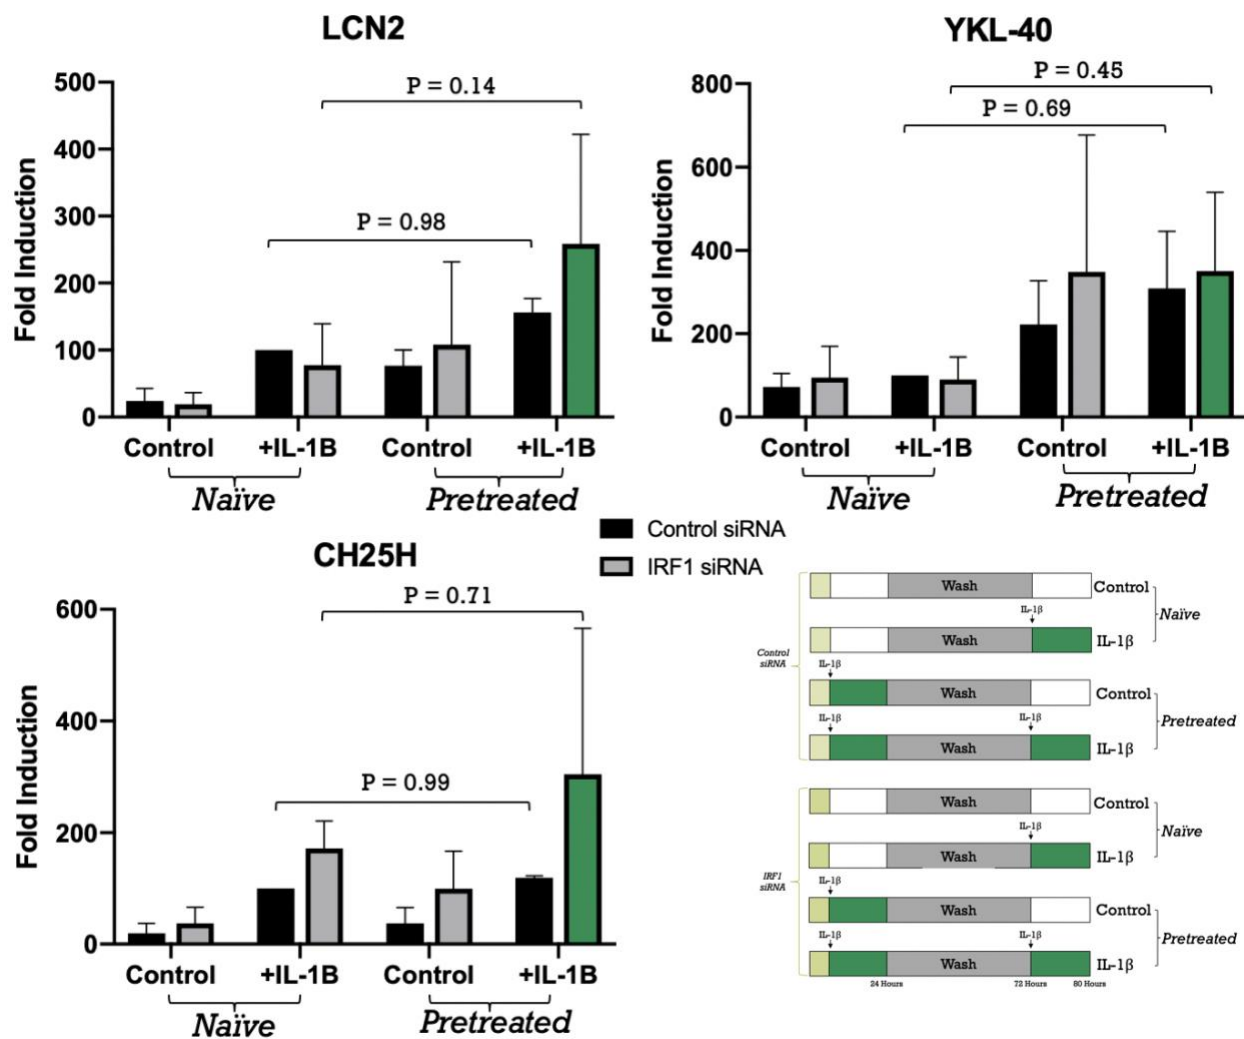 LCN2
500
400
300
200
100
0
Fold Induction
P = 0.14
P = 0.98
Control
+IL-1B
Control
+IL-1B
Naïve
Pretreated
YKL-40
800
600
400
200
0
Fold Induction
P = 0.45
P = 0.69
Control
+IL-1B
Control
+IL-1B
Naïve
Pretreated
Control siRNA
IRF1 siRNA
CH25H
600
400
200
0
Fold Induction
P = 0.71
P = 0.99
Control
+IL-1B
Control
+IL-1B
Naïve
Pretreated
Control
siRNA
Wash
Control
IL-1β
Wash
IL-1β
Naïve
IL-1β
Wash
Control
IL-1β
IL-1β
Wash
IL-1β
Pretreated
IRF1
siRNA
Wash
Control
IL-1β
Wash
IL-1β
Naïve
IL-1β
Wash
Control
IL-1β
IL-1β
Wash
IL-1β
Pretreated
24 Hours
72 Hours
80 Hours